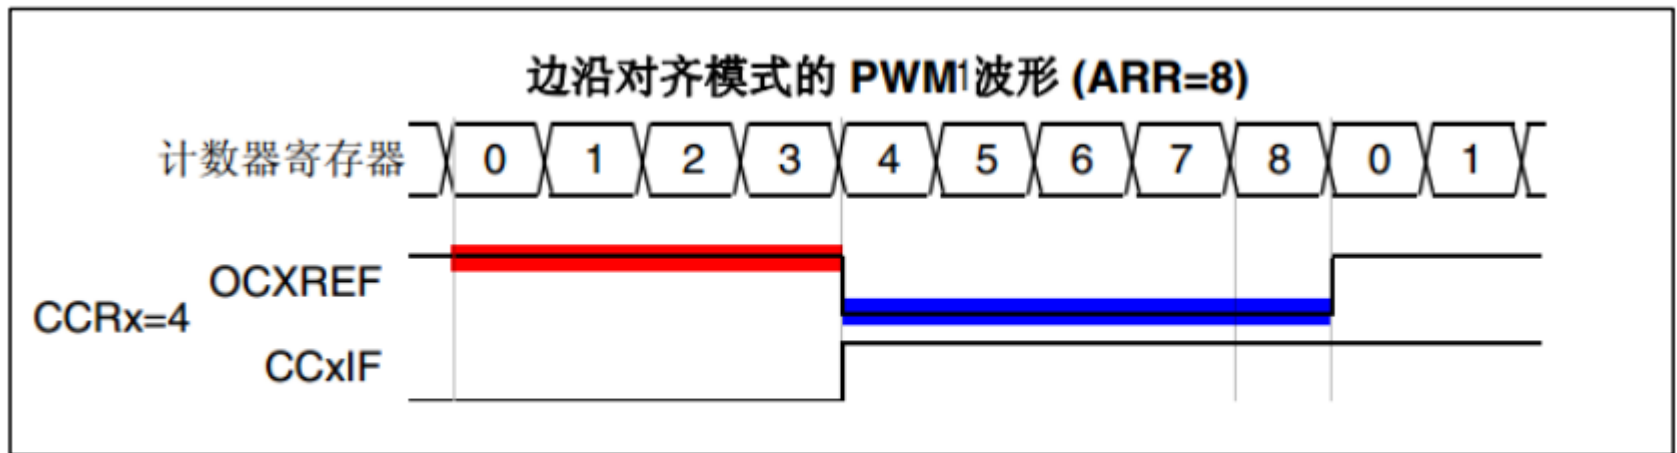 边沿对齐模式的 PWM1波形 (ARR=8)
计数器寄存器 0 1 2 3 4 5 6 7 8 0 1
OCXREF
CCRx=4
CCxIF